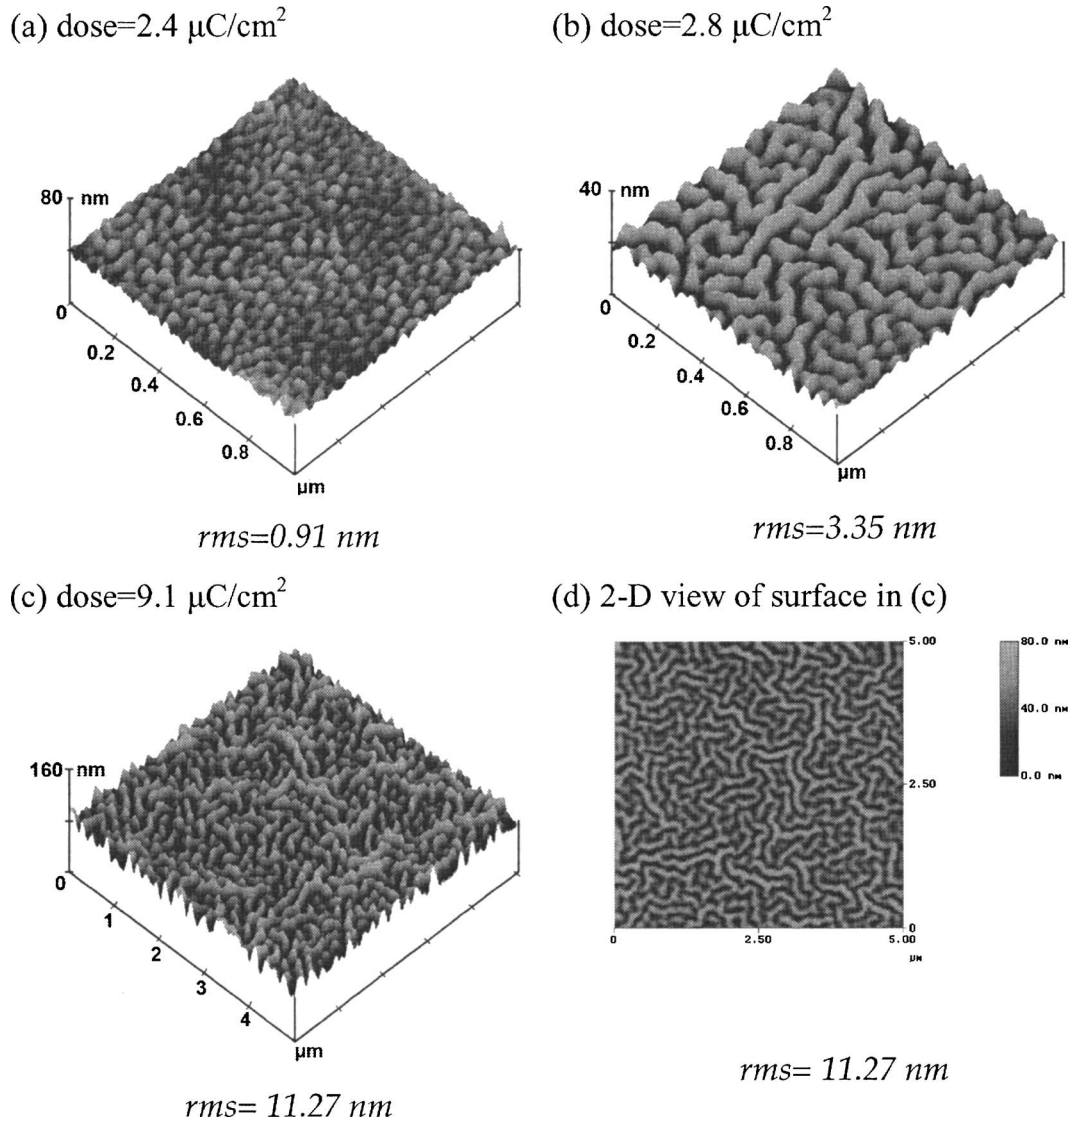 (a) dose=2.4 μC/cm²
(b) dose=2.8 μC/cm²
80 nm
0
0.2
0.4
0.6
0.8
μm
40 nm
0
0.2
0.4
0.6
0.8
μm
rms=0.91 nm
rms=3.35 nm
(c) dose=9.1 μC/cm²
(d) 2-D view of surface in (c)
160 nm
0
1
2
3
4
μm
5.00
2.50
0
0
2.50
5.00
μM
80.0 nM
40.0 nM
0.0 nM
rms= 11.27 nm
rms= 11.27 nm